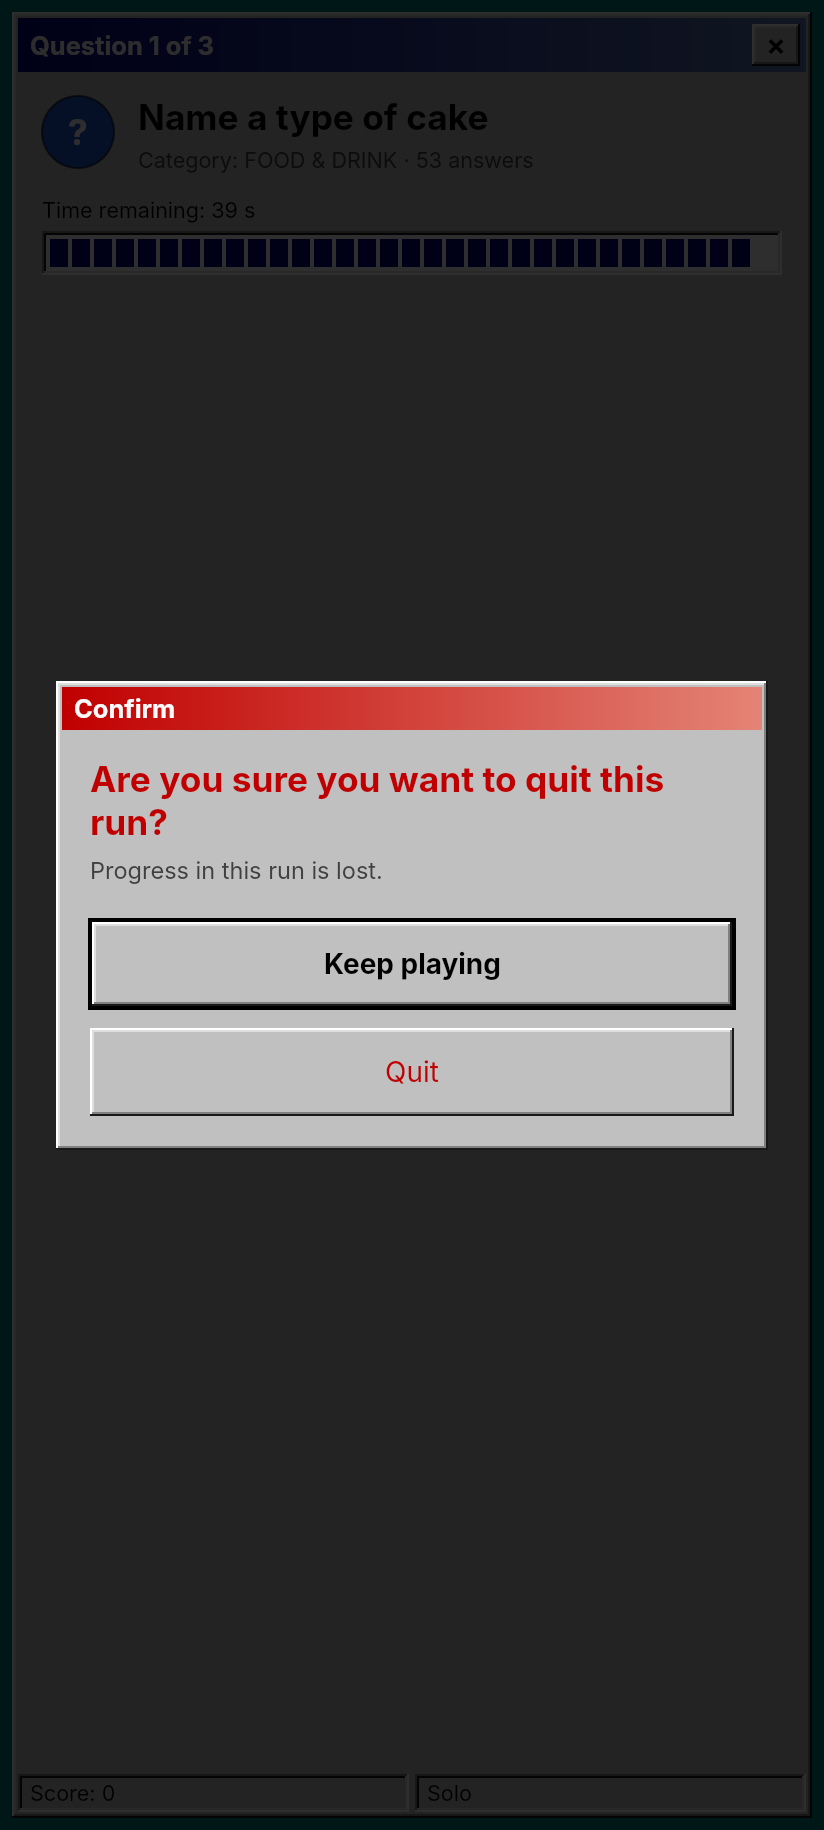 Question 1 of 3
×
?
Name a type of cake
Category: FOOD & DRINK · 53 answers
Time remaining: 39 s
Confirm
Are you sure you want to quit this
run?
Progress in this run is lost.
Keep playing
Quit
Score: 0
Solo